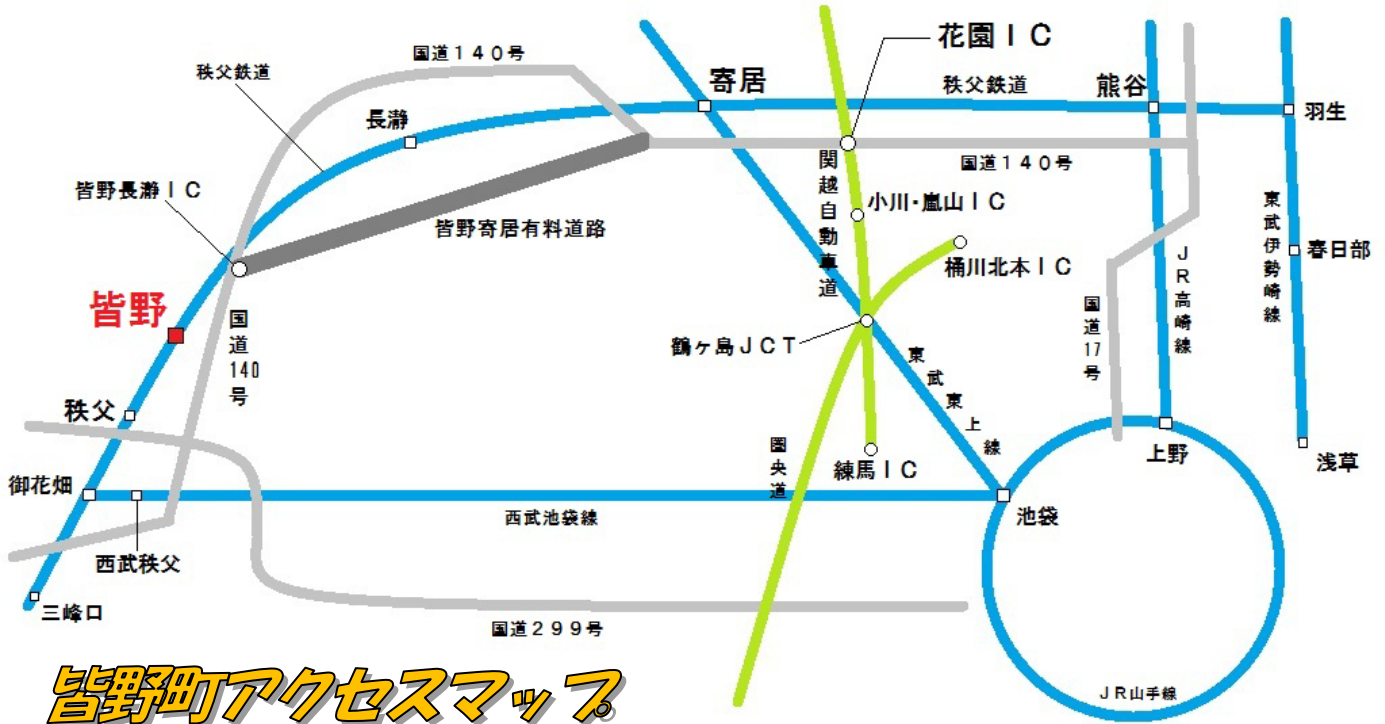 国道１４０号
花園ＩＣ
秩父鉄道
寄居
秩父鉄道
熊谷
羽生
長瀞
国道１４０号
関越自動車道
皆野長瀞ＩＣ
小川・嵐山ＩＣ
皆野寄居有料道路
桶川北本ＩＣ
東武伊勢崎線
春日部
ＪＲ高崎線
国道17号
皆野
国道140号
鶴ヶ島ＪＣＴ
東武東上線
秩父
圏央道
練馬ＩＣ
上野
浅草
御花畑
西武池袋線
池袋
西武秩父
三峰口
国道２９９号
皆野町アクセスマップ
ＪＲ山手線